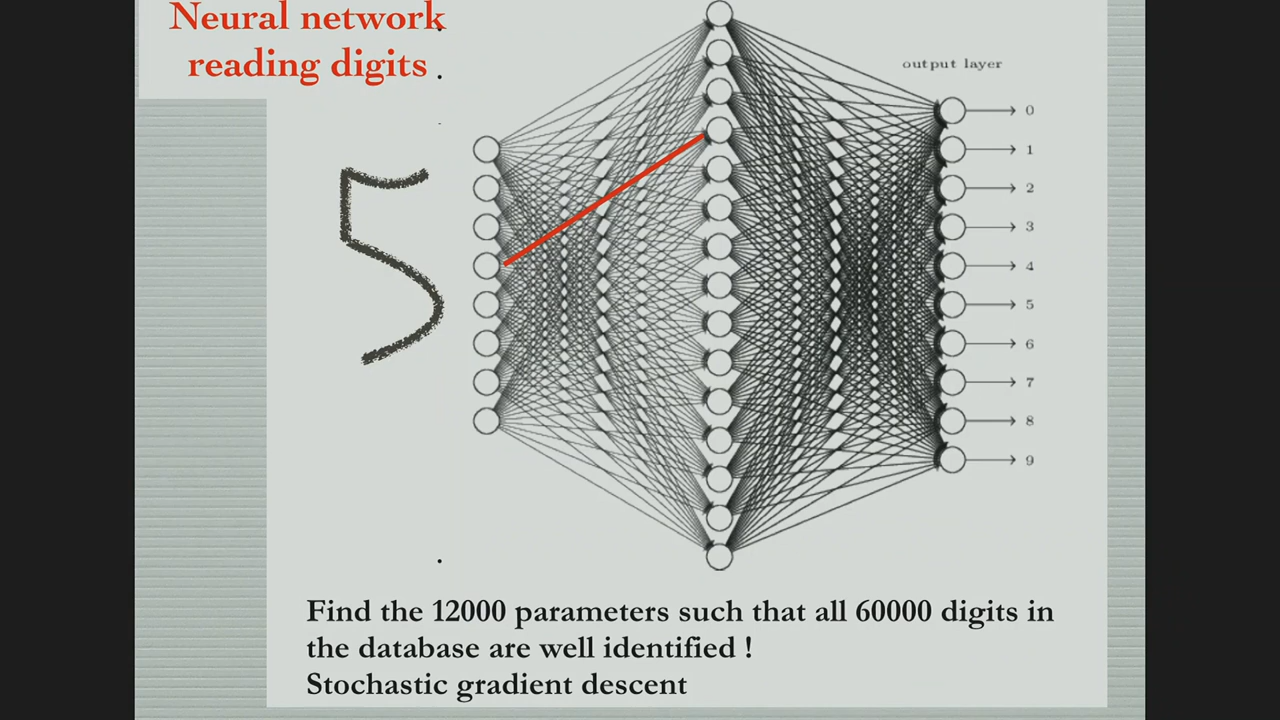 Neural network
reading digits
5
output layer
0
1
2
3
4
5
6
7
8
9
Find the 12000 parameters such that all 60000 digits in
the database are well identified !
Stochastic gradient descent